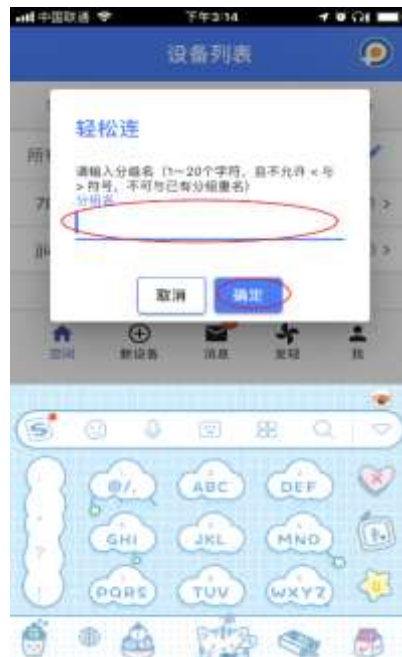 中国联通 下午3:14
设备列表
轻松连
请输入分组名（1~20个字符，且不允许 < 与
> 符号，不可与已有分组重名）
分组名
取消 确定
空间 新设备 消息 发现 我
@/. ABC DEF
GHI JKL MNO
PQRS TUV WXYZ